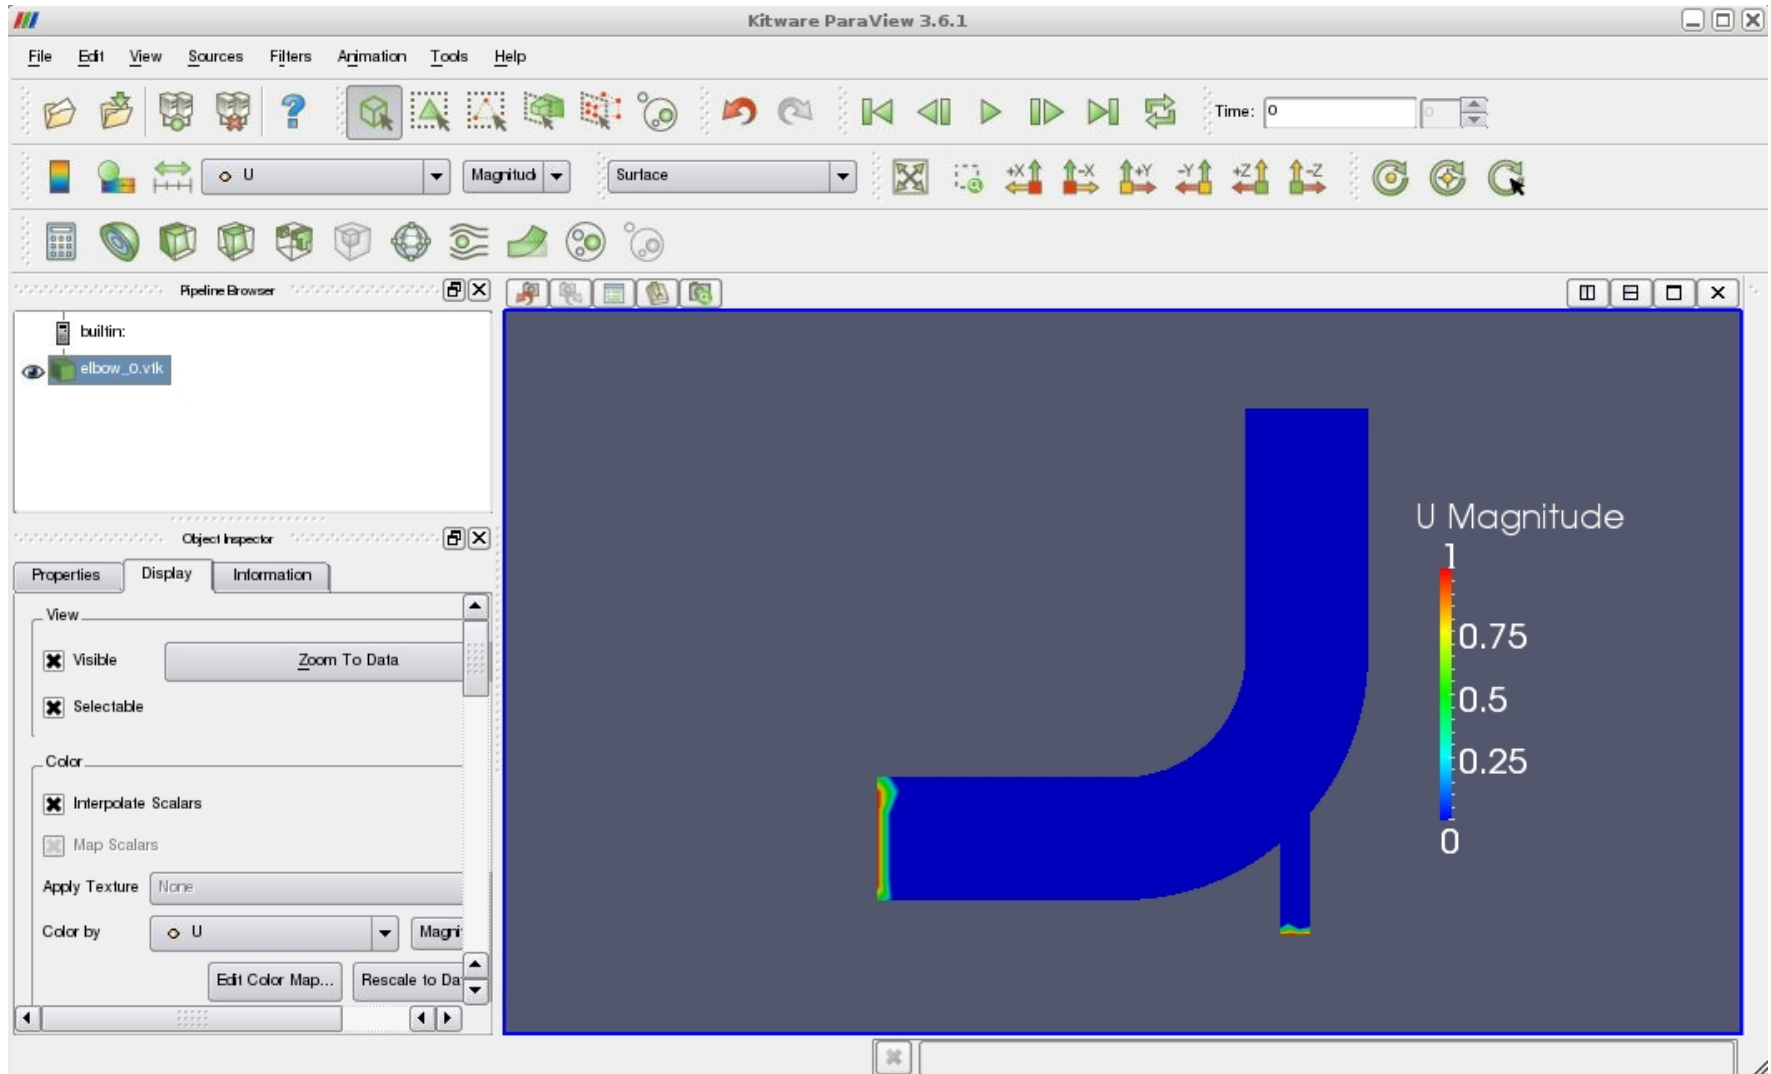 Kitware ParaView 3.6.1
File Edit View Sources Filters Animation Tools Help
Time: 0 0
U Magnitud Surface +X -X +Y -Y +Z -Z
Pipeline Browser
builtin:
elbow_0.vtk
Object Inspector
Properties Display Information
View
Visible Zoom To Data
Selectable
Color
Interpolate Scalars
Map Scalars
Apply Texture None
Color by U Magni
Edit Color Map... Rescale to Da
U Magnitude
1
0.75
0.5
0.25
0